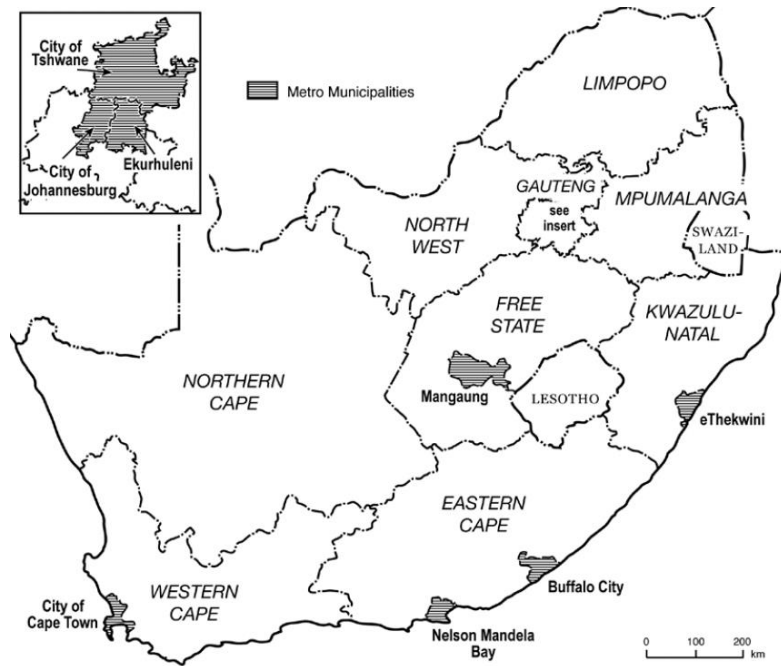 City of
Tshwane
Ekurhuleni
City of
Johannesburg
Metro Municipalities
LIMPOPO
GAUTENG
see
insert
MPUMALANGA
NORTH
WEST
SWAZI-
LAND
FREE
STATE
KWAZULU-
NATAL
NORTHERN
CAPE
Mangaung
LESOTHO
eThekwini
EASTERN
CAPE
WESTERN
CAPE
Buffalo City
City of
Cape Town
Nelson Mandela
Bay
0 100 200
km